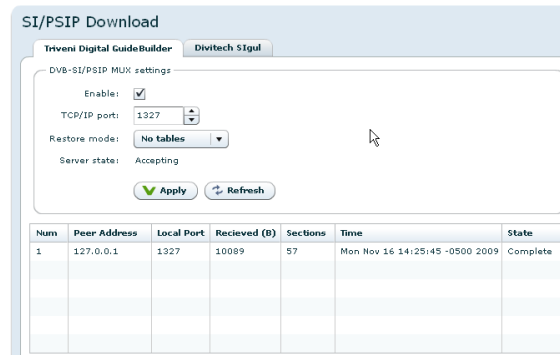 SI/PSIP Download
Triveni Digital GuideBuilder Divitech SIgul
DVB-SI/PSIP MUX settings
Enable:
TCP/IP port: 1327
Restore mode: No tables
Server state: Accepting
Apply Refresh
Num Peer Address Local Port Recieved (B) Sections Time State
1 127.0.0.1 1327 10089 57 Mon Nov 16 14:25:45 -0500 2009 Complete